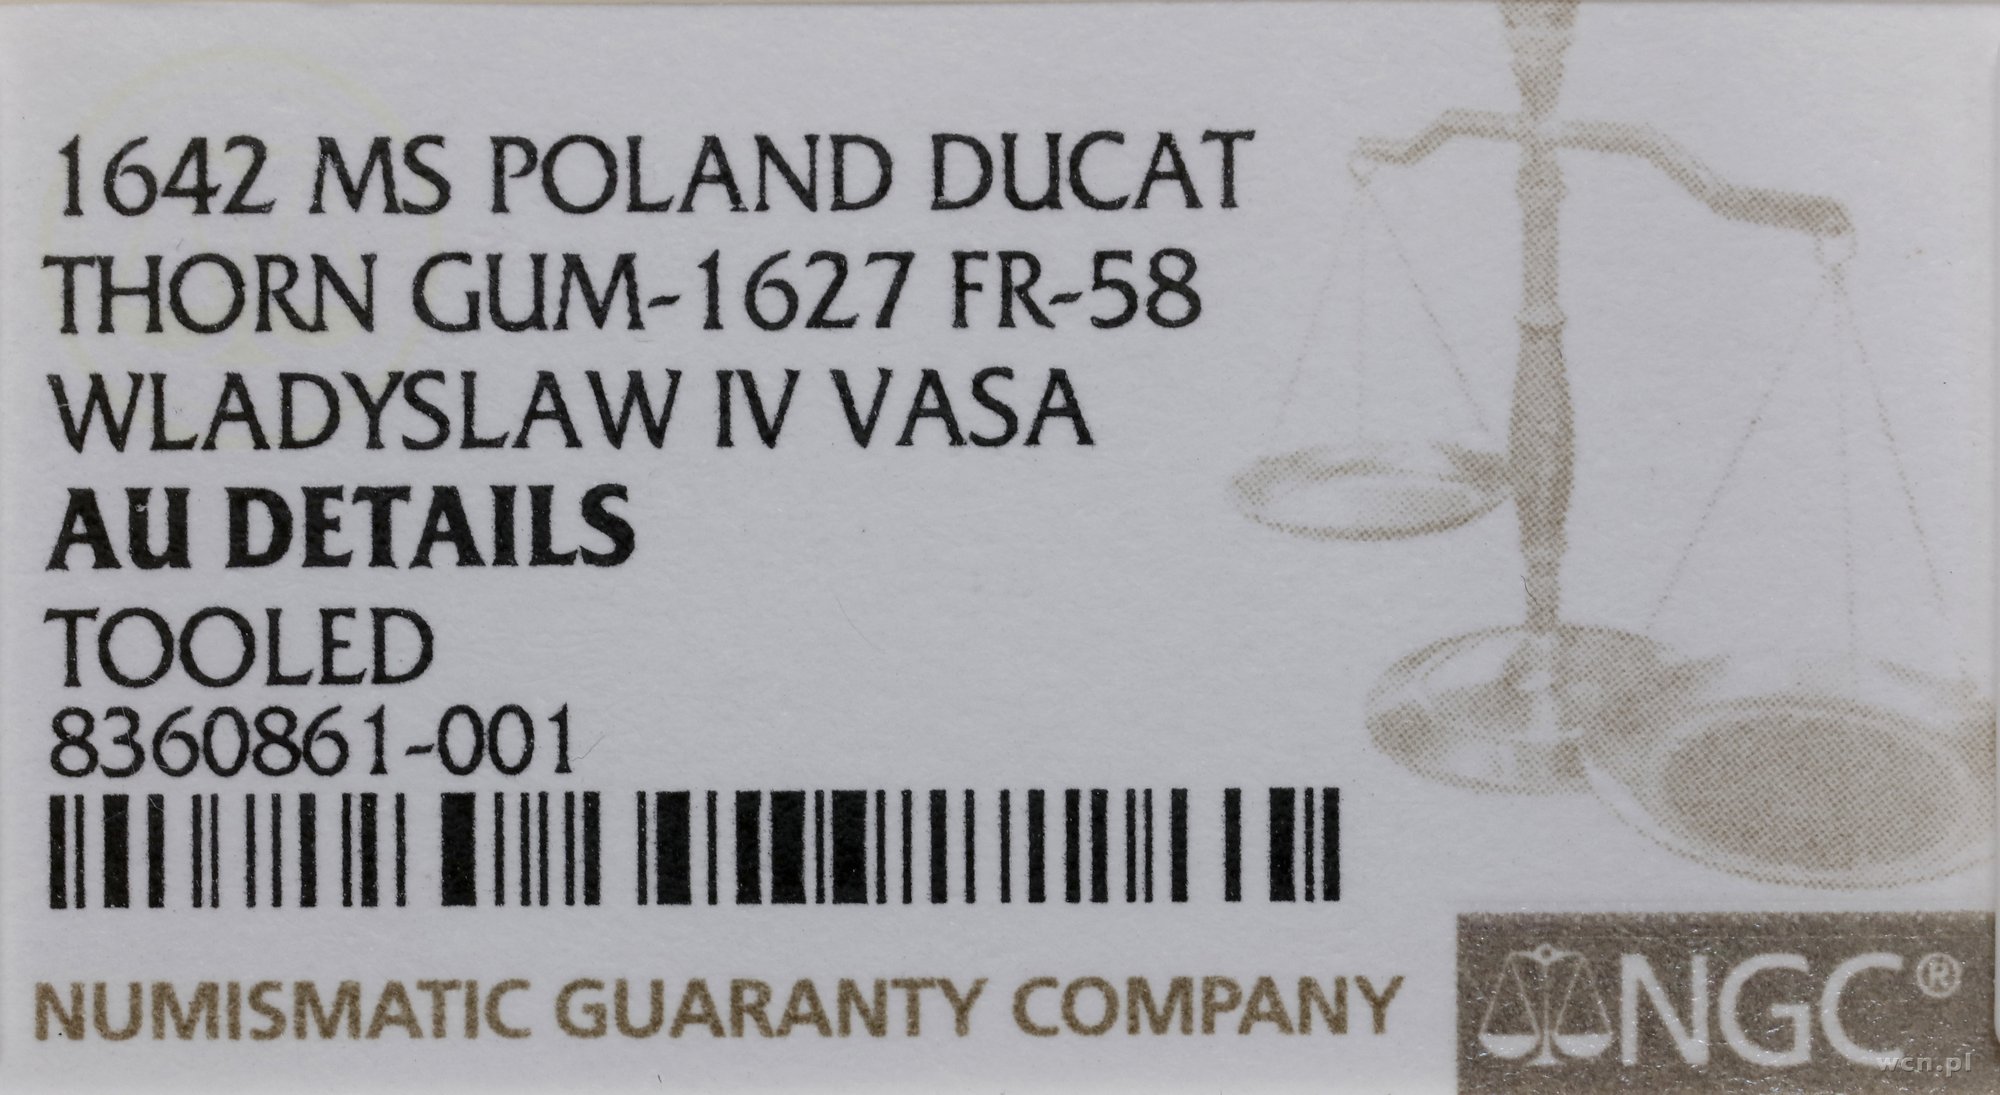 1642 MS POLAND DUCAT
THORN GUM-1627 FR-58
WLADYSLAW IV VASA
AU DETAILS
TOOLED
8360861-001
NUMISMATIC GUARANTY COMPANY
NGC®
wcn.pl